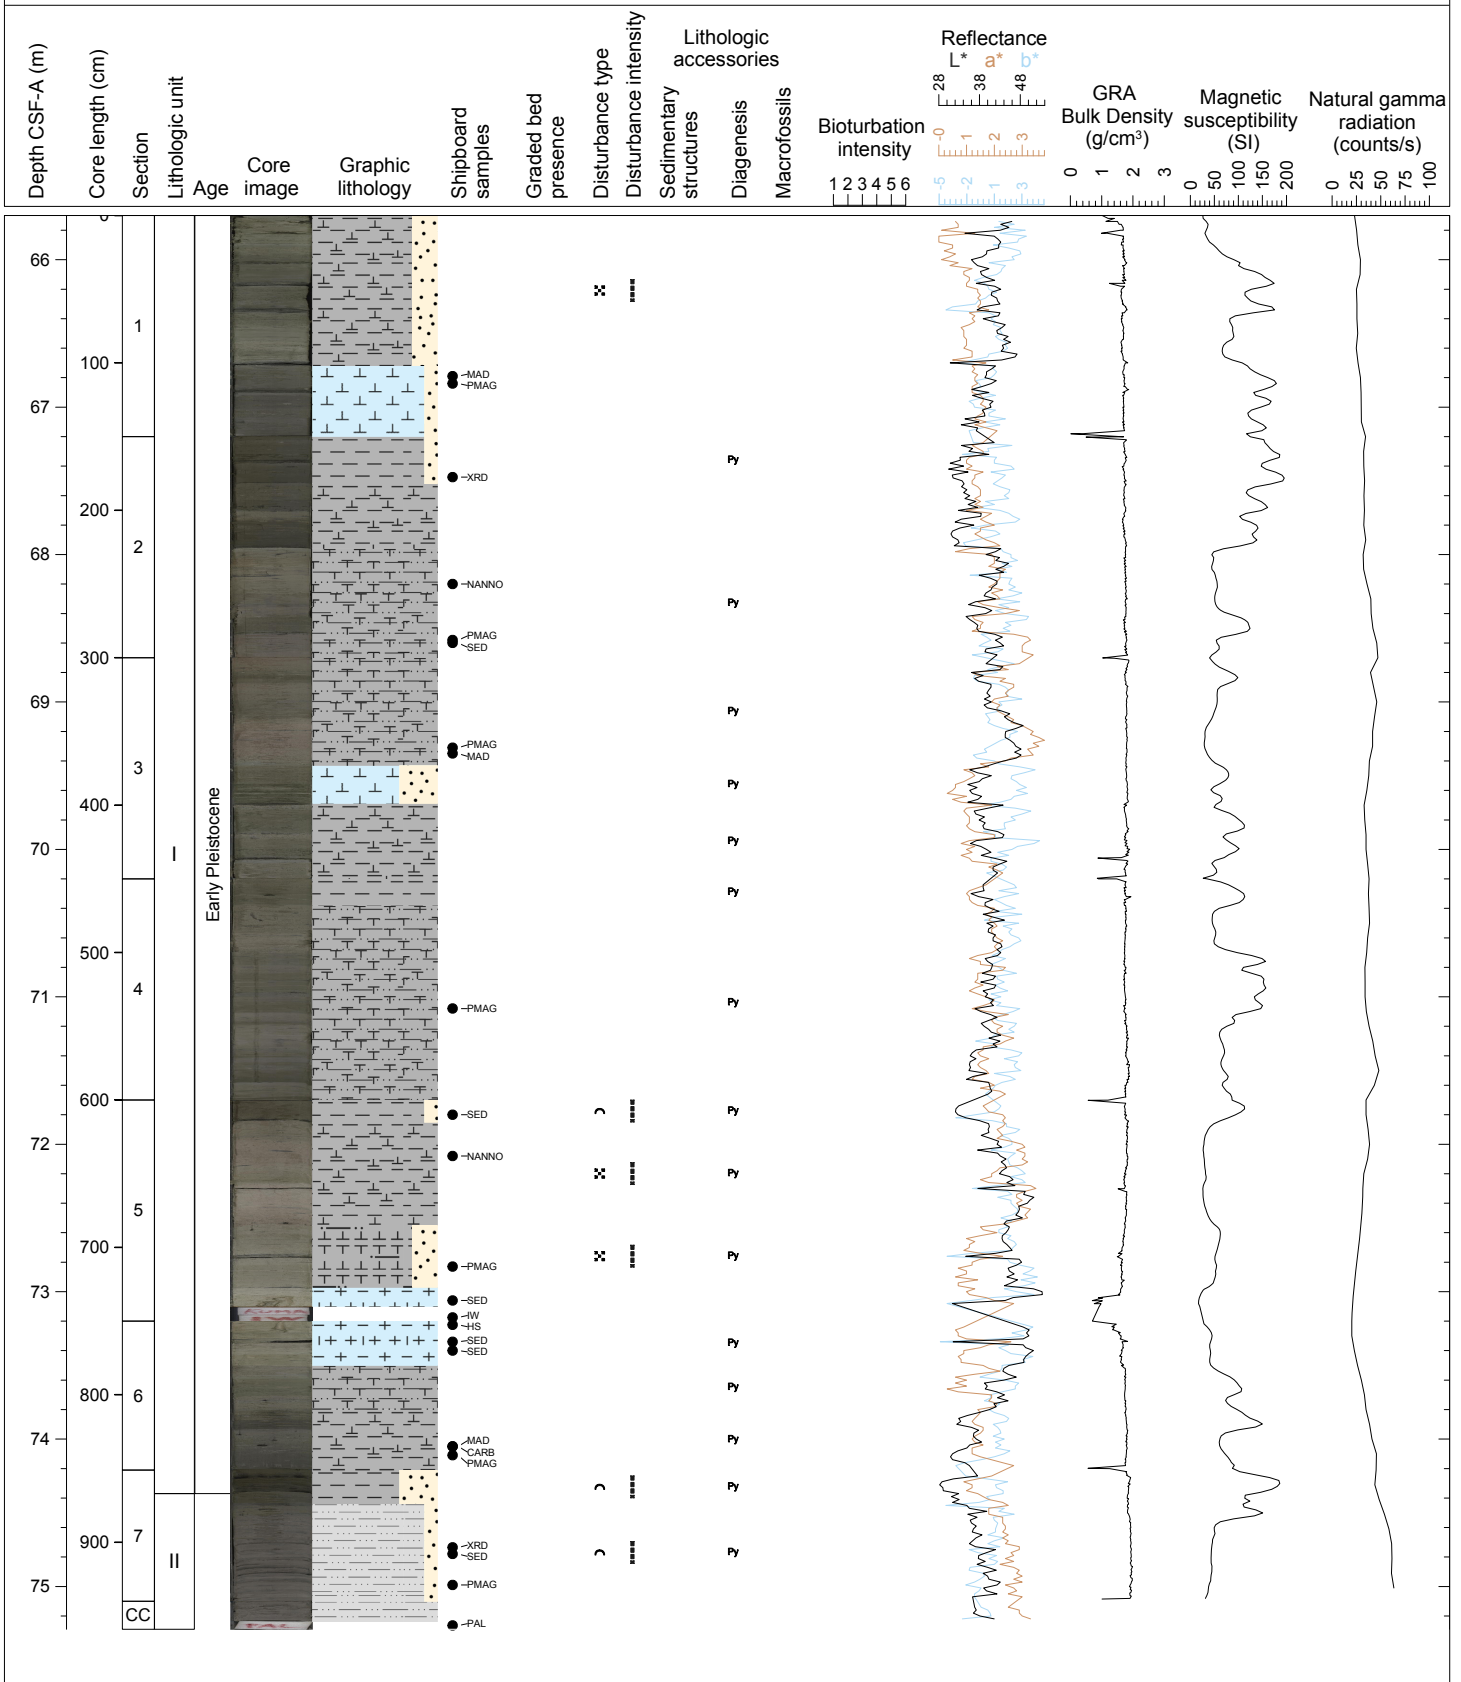 Depth CSF-A (m)
Core length (cm)
Section
Lithologic unit
Age
Core
image
Graphic
lithology
Shipboard
samples
Graded bed
presence
Disturbance type
Disturbance intensity
Lithologic
accessories
Sedimentary
structures
Diagenesis
Macrofossils
Bioturbation
intensity
1 2 3 4 5 6
Reflectance
L* a* b*
28 38 48
-0 1 2 3
-5 -2 1 3
GRA
Bulk Density
(g/cm³)
0 1 2 3
Magnetic
susceptibility
(SI)
0 50 100 150 200
Natural gamma
radiation
(counts/s)
0 25 50 75 100
0
66
1
100
MAD
PMAG
67
Py
XRD
200
2
68
NANNO
Py
PMAG
SED
300
69
Py
PMAG
MAD
3
Py
400
Early Pleistocene
I
70
Py
Py
500
4
71
Py
PMAG
600
SED
Py
72
NANNO
Py
5
700
Py
PMAG
73
SED
IW
HS
SED
Py
SED
800
6
Py
74
MAD
Py
CARB
PMAG
Py
7
900
XRD
SED
Py
II
75
PMAG
CC
PAL
PAL